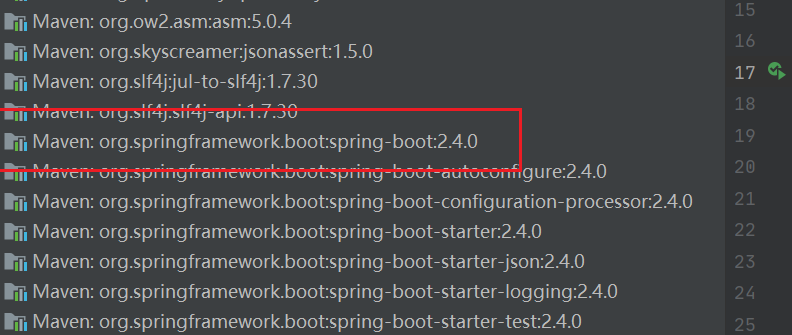 Maven: org.ow2.asm:asm:5.0.4
15
Maven: org.skyscreamer:jsonassert:1.5.0
16
Maven: org.slf4j:jul-to-slf4j:1.7.30
17
Maven: org.slf4j:slf4j-api:1.7.30
18
Maven: org.springframework.boot:spring-boot:2.4.0
19
Maven: org.springframework.boot:spring-boot-autoconfigure:2.4.0
20
Maven: org.springframework.boot:spring-boot-configuration-processor:2.4.0
21
Maven: org.springframework.boot:spring-boot-starter:2.4.0
22
Maven: org.springframework.boot:spring-boot-starter-json:2.4.0
23
Maven: org.springframework.boot:spring-boot-starter-logging:2.4.0
24
Maven: org.springframework.boot:spring-boot-starter-test:2.4.0
25